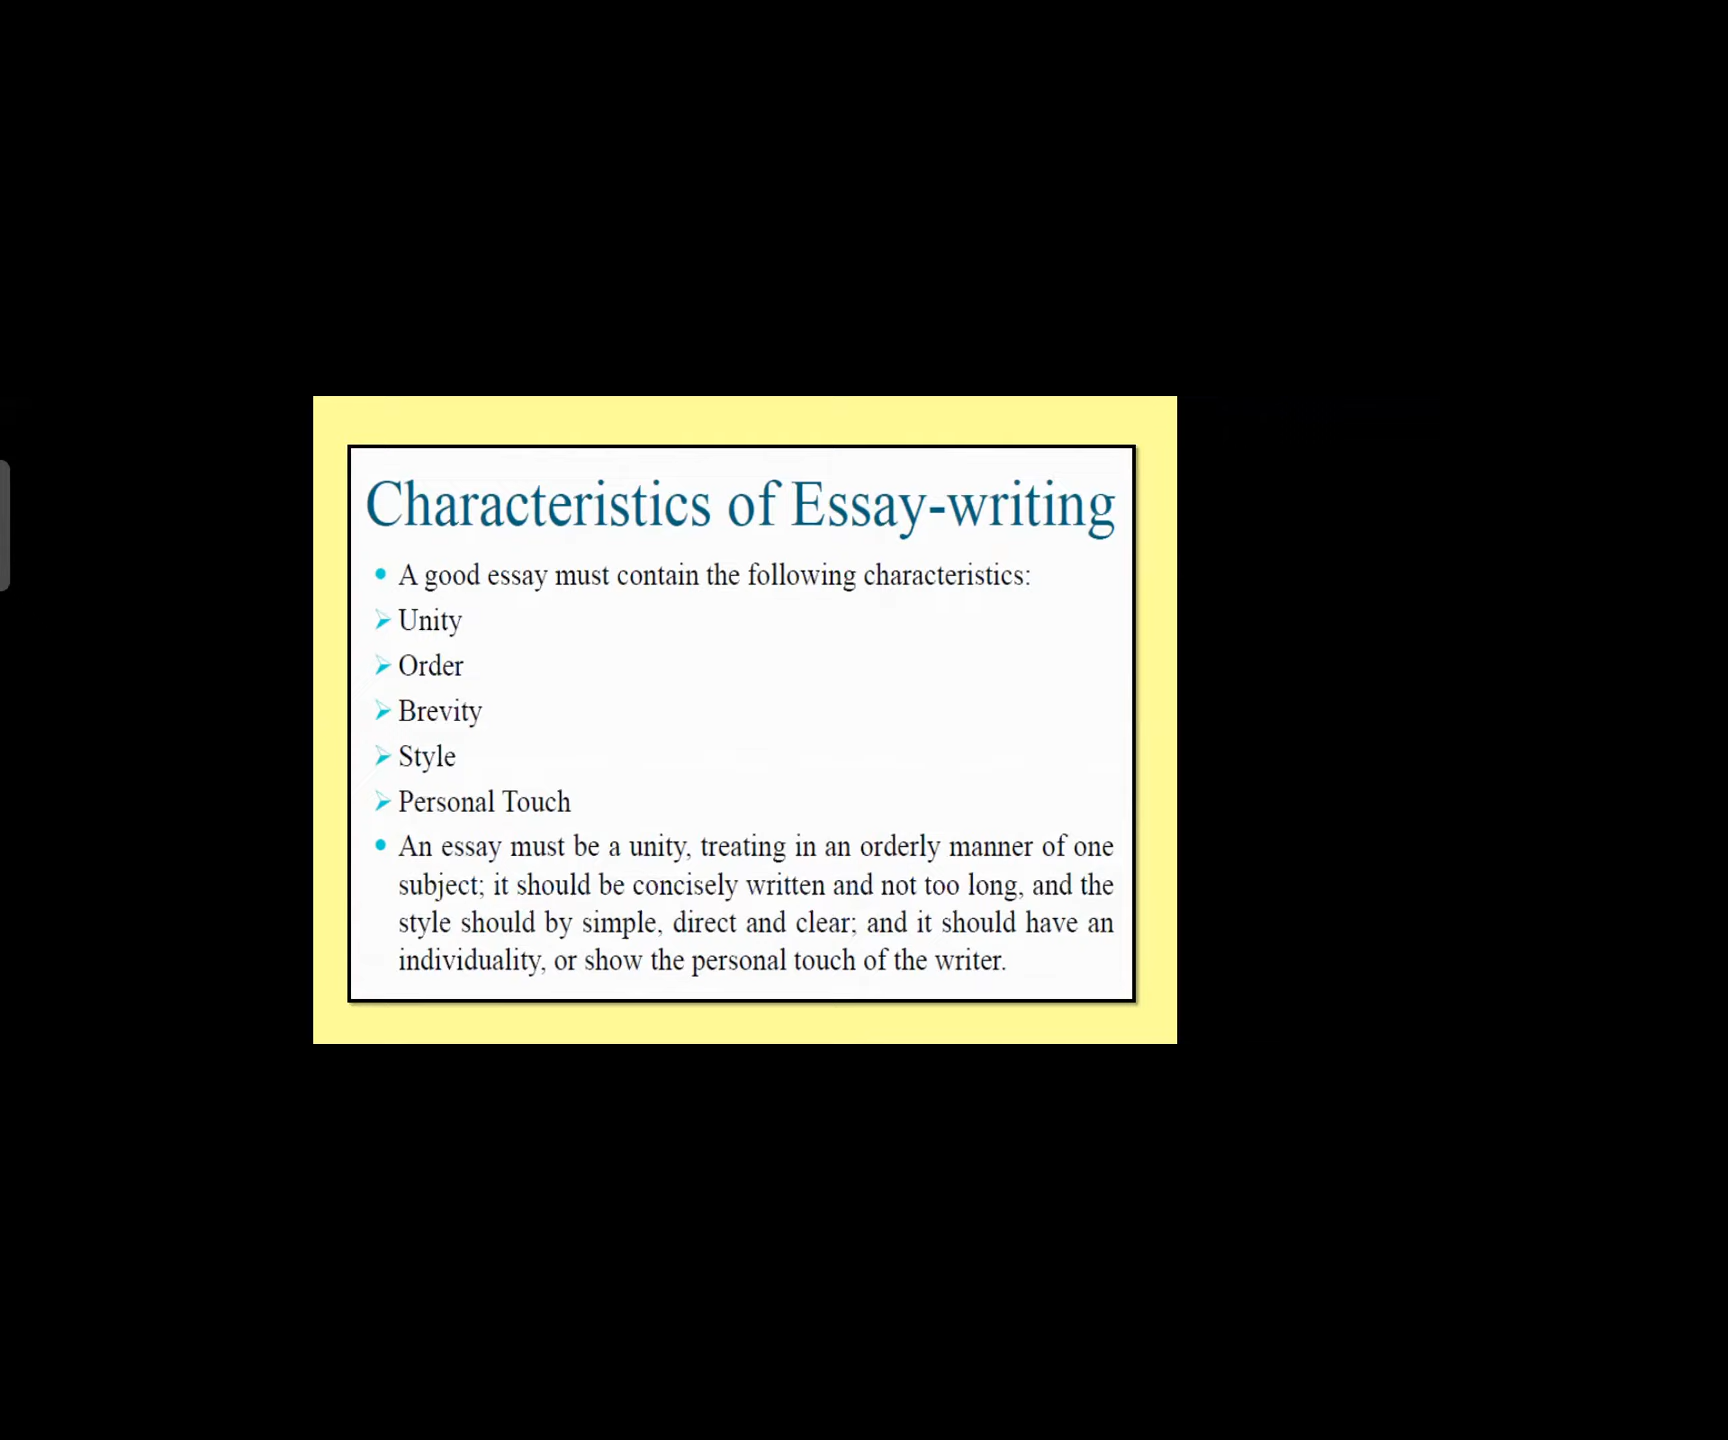 Characteristics of Essay-writing
A good essay must contain the following characteristics:
Unity
Order
Brevity
Style
Personal Touch
An essay must be a unity, treating in an orderly manner of one
subject; it should be concisely written and not too long, and the
style should by simple, direct and clear; and it should have an
individuality, or show the personal touch of the writer.